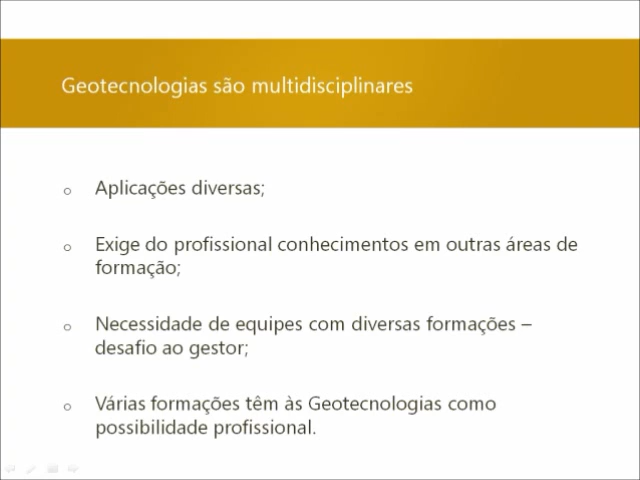 Geotecnologias são multidisciplinares
Aplicações diversas;
Exige do profissional conhecimentos em outras áreas de
formação;
Necessidade de equipes com diversas formações –
desafio ao gestor;
Várias formações têm às Geotecnologias como
possibilidade profissional.